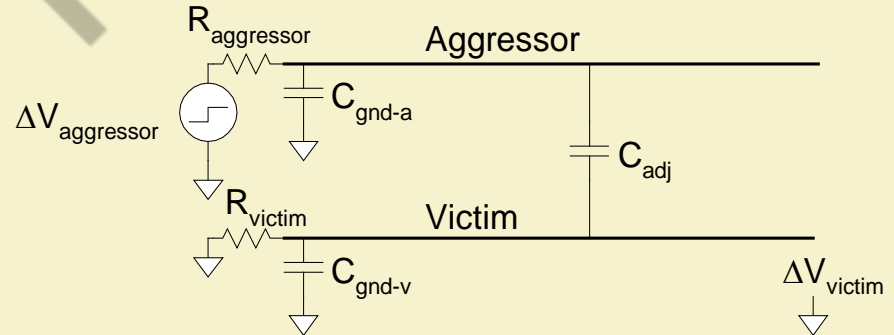 R_aggressor
Aggressor
C_gnd-a
ΔV_aggressor
C_adj
R_victim
Victim
C_gnd-v
ΔV_victim